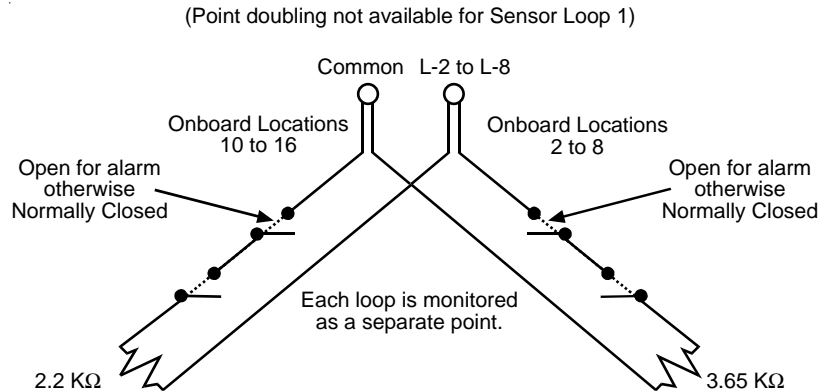 (Point doubling not available for Sensor Loop 1)
Common L-2 to L-8
Onboard Locations
10 to 16
Onboard Locations
2 to 8
Open for alarm
otherwise
Normally Closed
Open for alarm
otherwise
Normally Closed
Each loop is monitored
as a separate point.
2.2 KΩ
3.65 KΩ